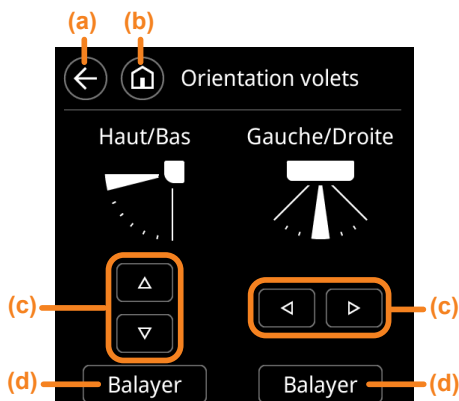 (a) (b)
Orientation volets
Haut/Bas Gauche/Droite
(c) (c)
(d) Balayer Balayer (d)